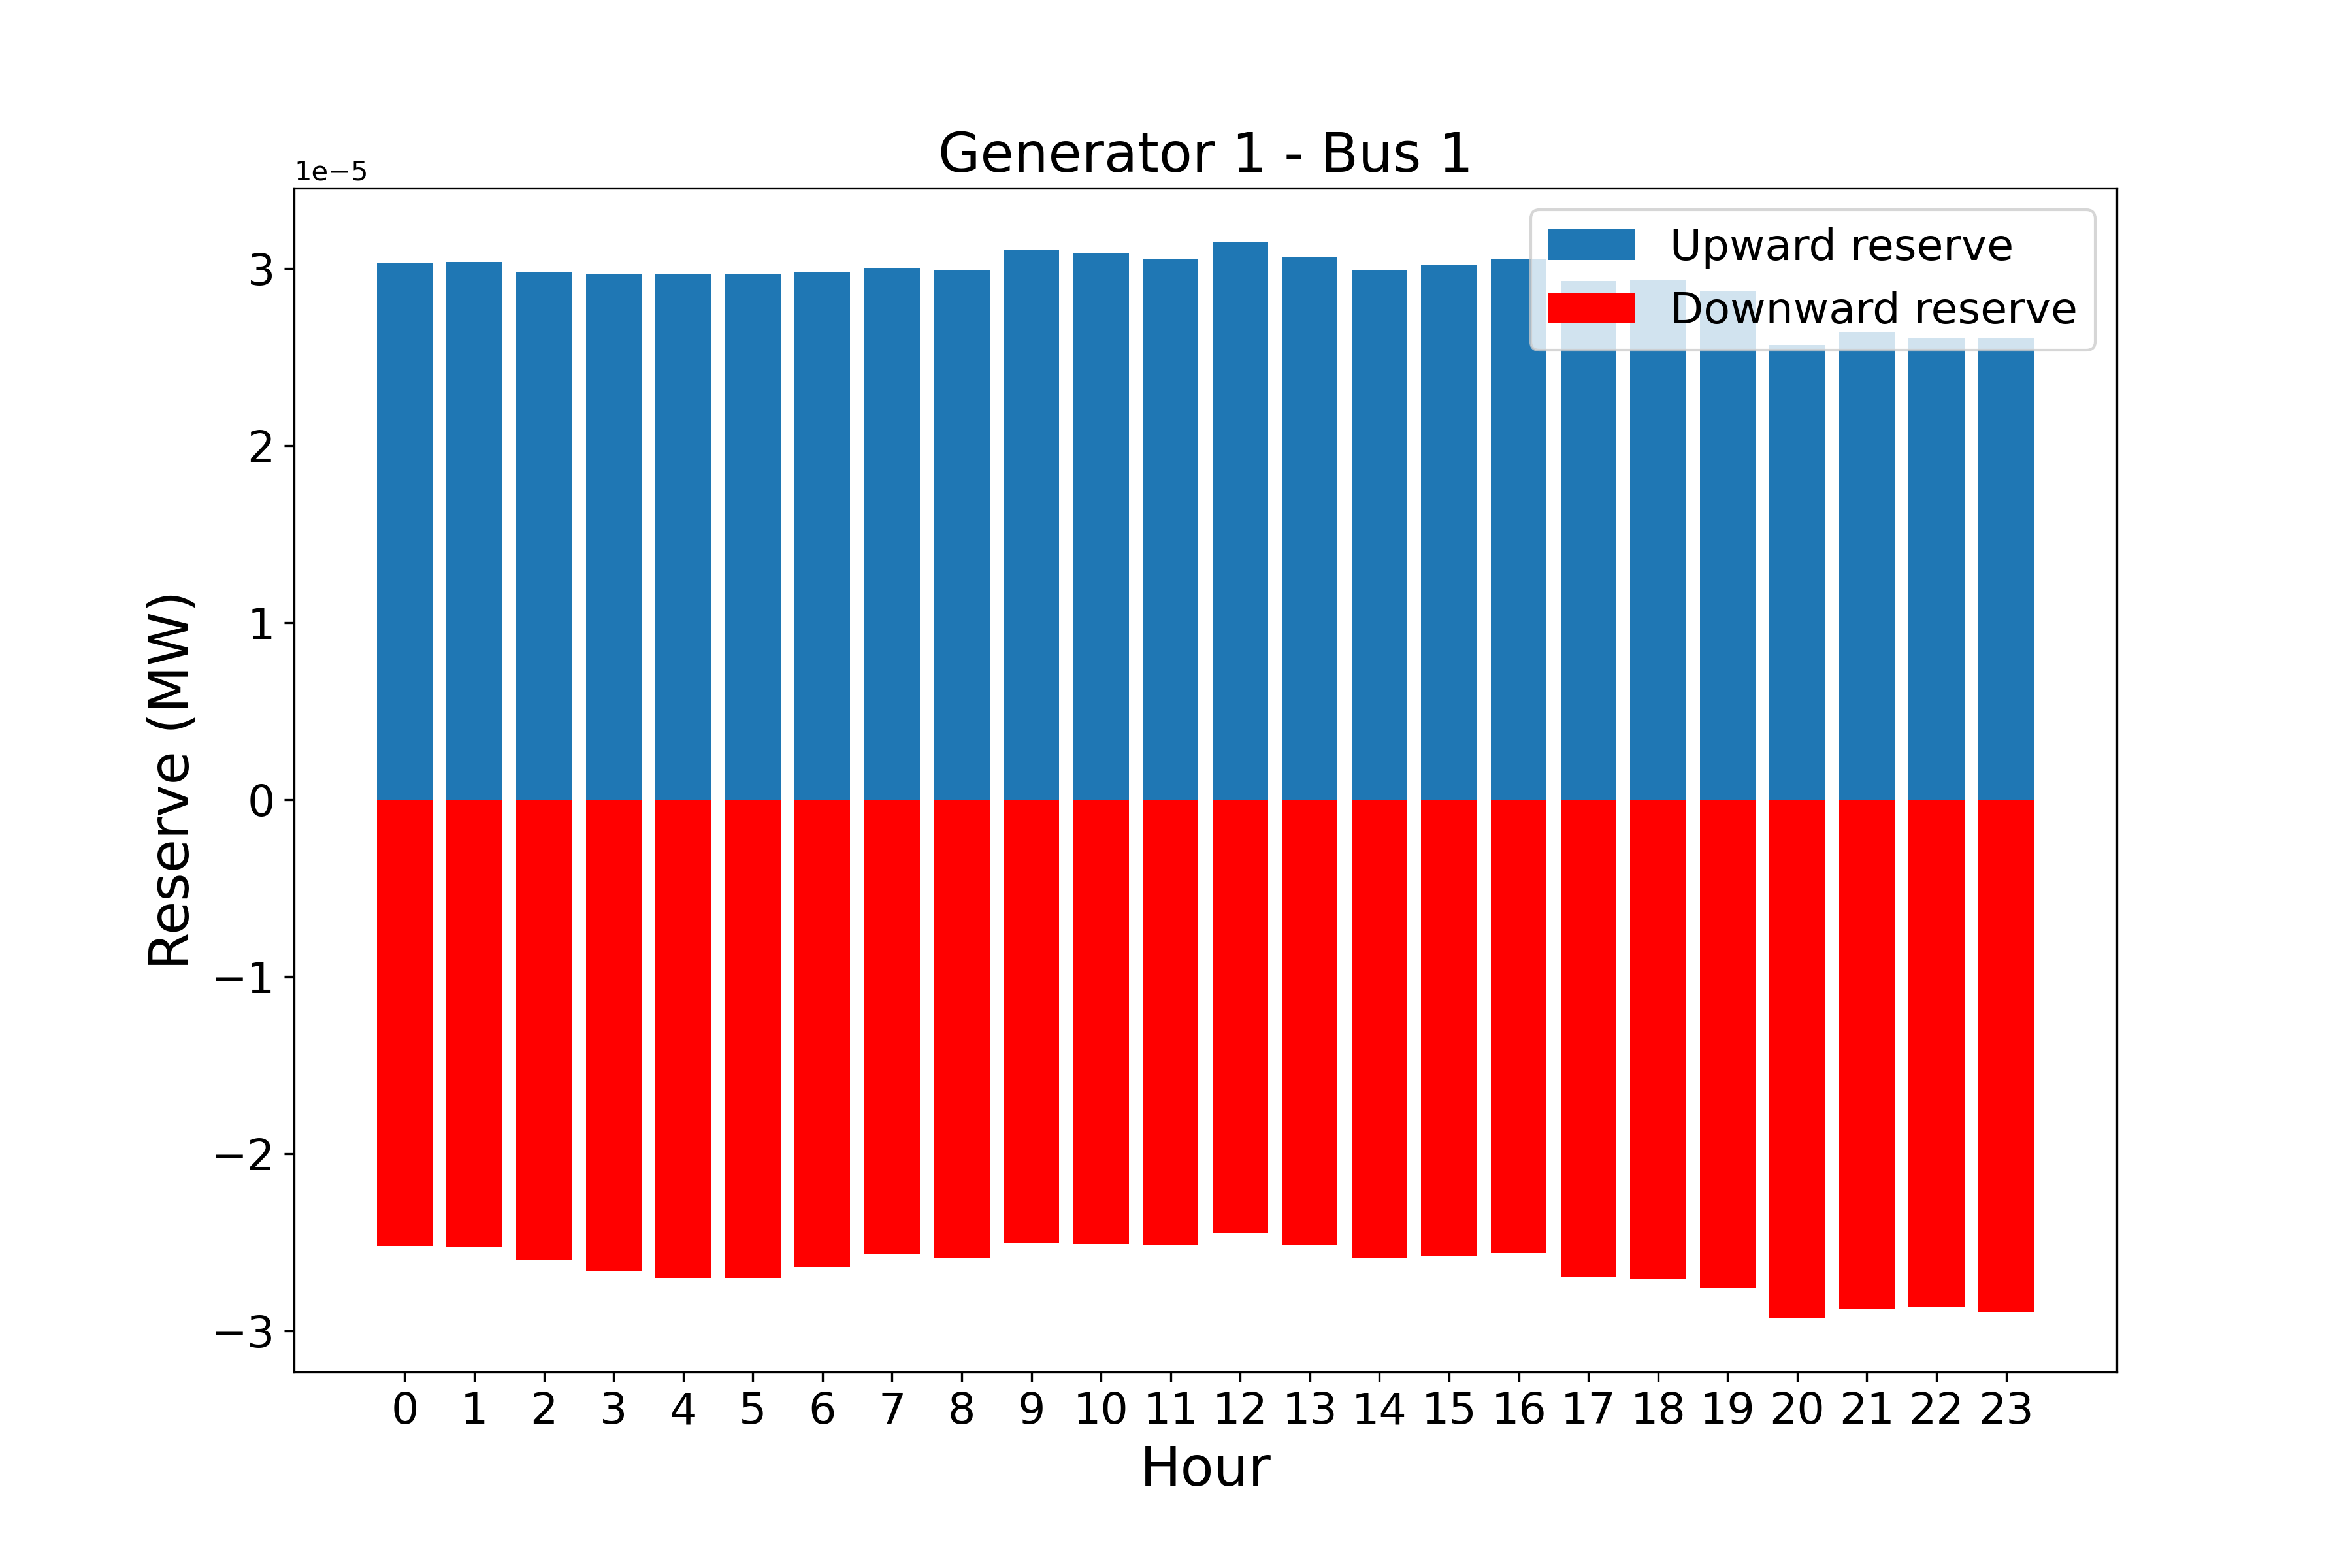 Generator 1 - Bus 1
1e−5
Upward reserve
Downward reserve
3
2
1
0
−1
−2
−3
Reserve (MW)
0 1 2 3 4 5 6 7 8 9 10 11 12 13 14 15 16 17 18 19 20 21 22 23
Hour